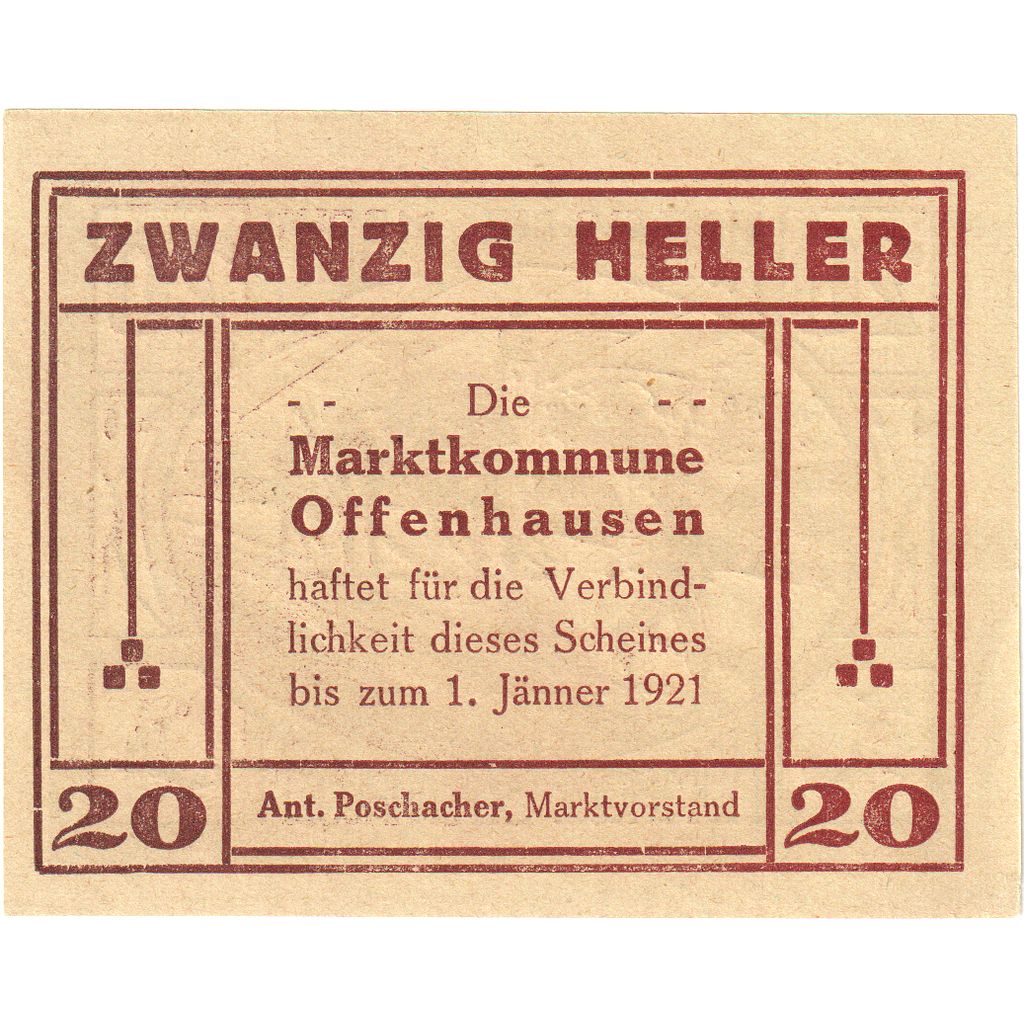 ZWANZIG HELLER
- - Die - -
Marktkommune
Offenhausen
haftet für die Verbind-
lichkeit dieses Scheines
bis zum 1. Jänner 1921
20 Ant. Poschacher, Marktvorstand 20